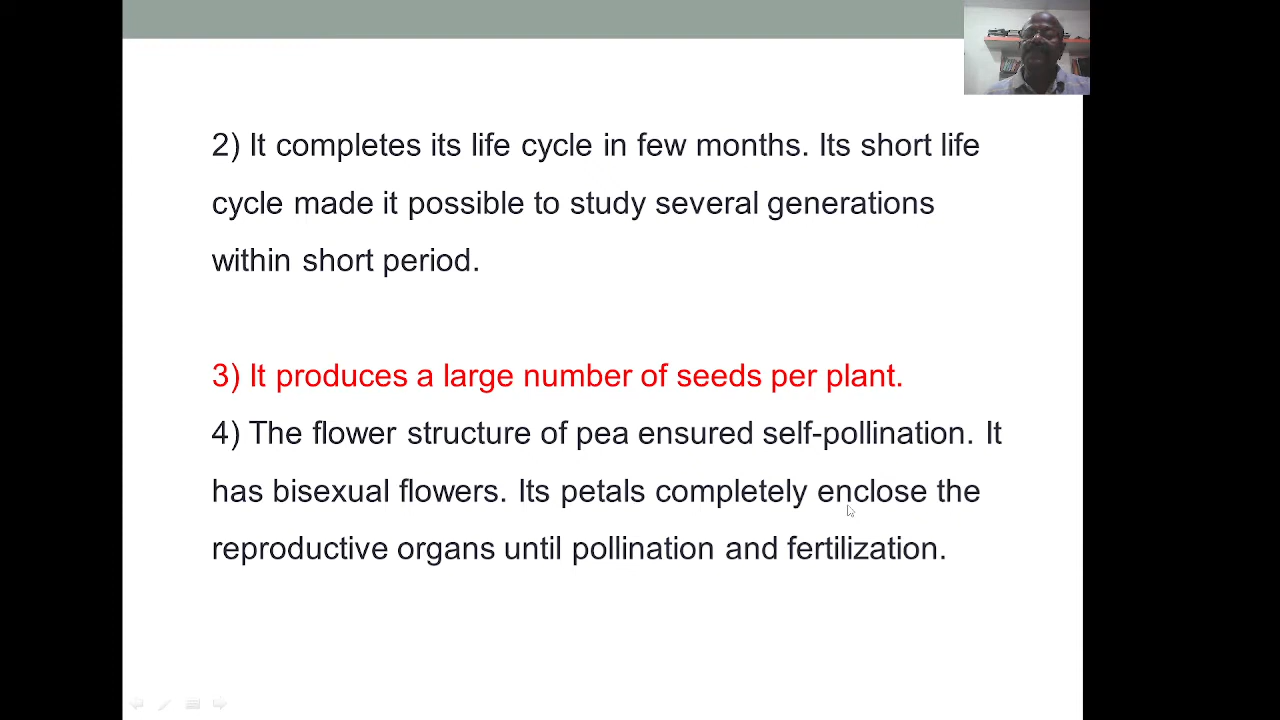 2) It completes its life cycle in few months. Its short life
cycle made it possible to study several generations
within short period.
3) It produces a large number of seeds per plant.
4) The flower structure of pea ensured self-pollination. It
has bisexual flowers. Its petals completely enclose the
reproductive organs until pollination and fertilization.